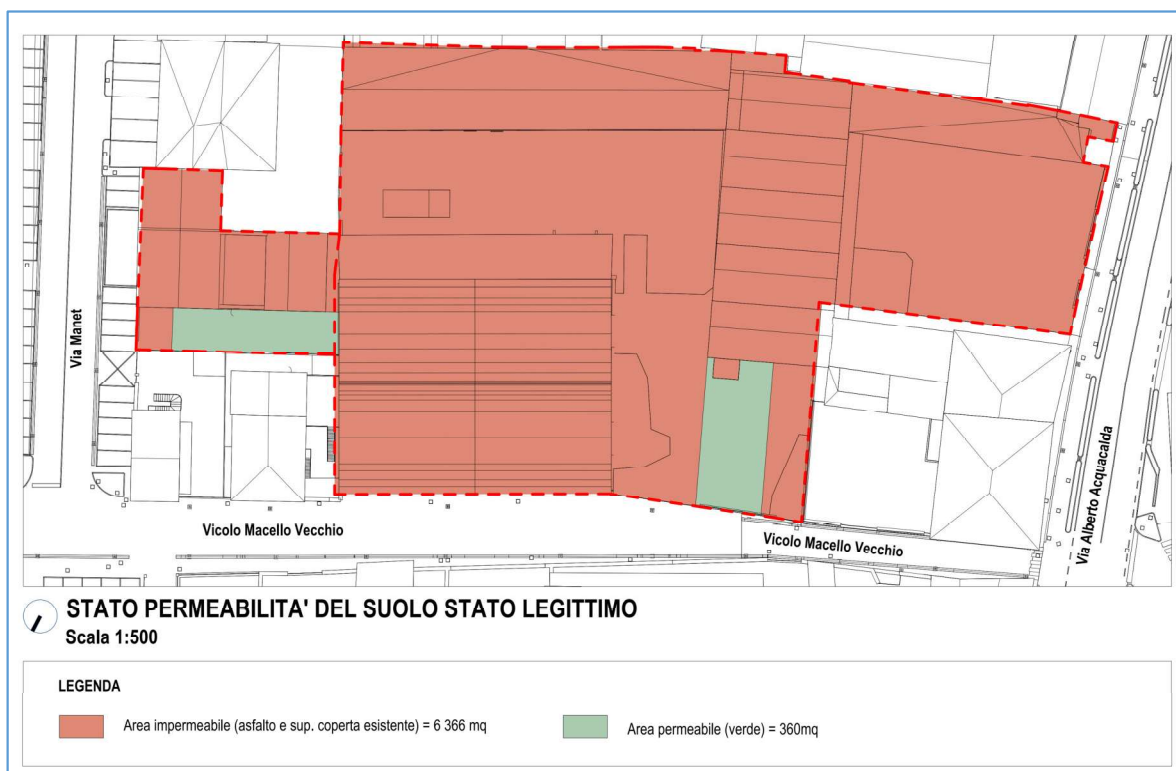 Via Manet
Vicolo Macello Vecchio
Vicolo Macello Vecchio
Via Alberto Acquacalda
STATO PERMEABILITA' DEL SUOLO STATO LEGITTIMO
Scala 1:500
LEGENDA
Area impermeabile (asfalto e sup. coperta esistente) = 6 366 mq
Area permeabile (verde) = 360mq